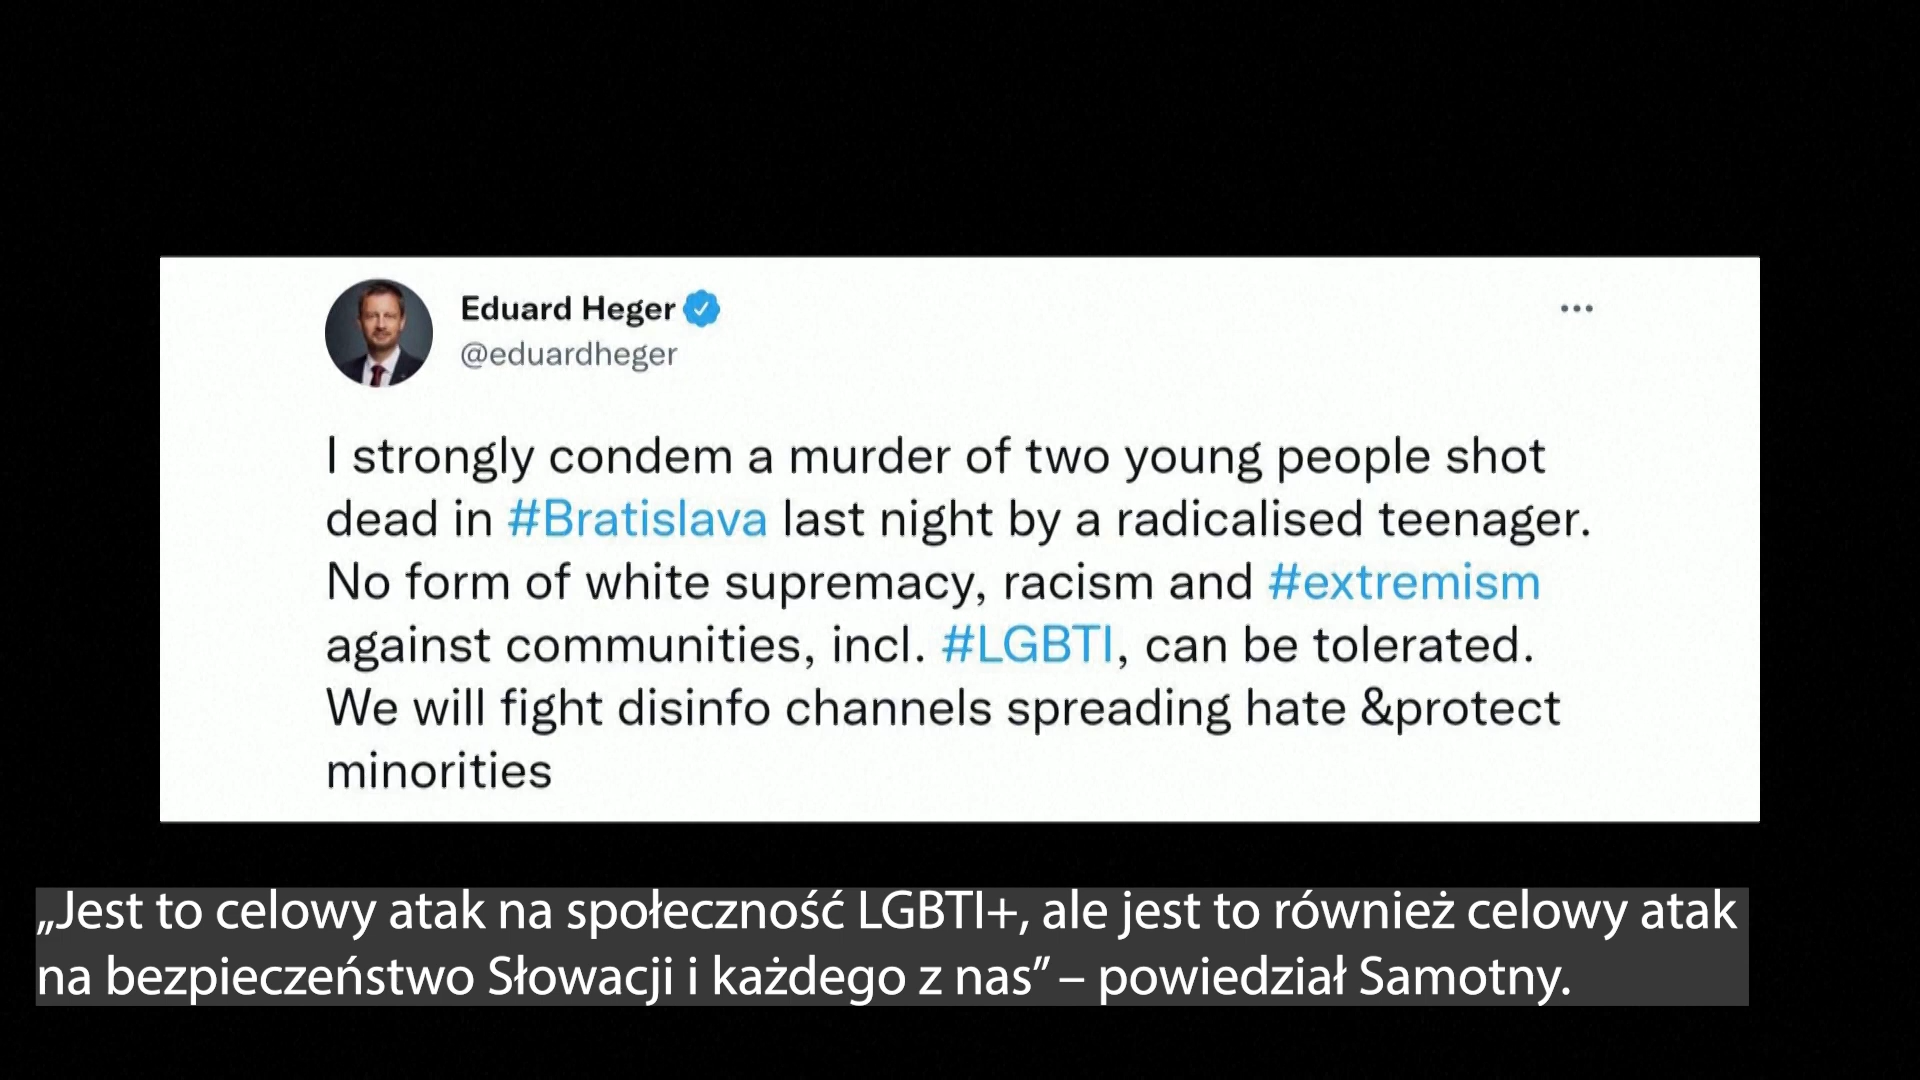 Eduard Heger
@eduardheger
I strongly condem a murder of two young people shot
dead in #Bratislava last night by a radicalised teenager.
No form of white supremacy, racism and #extremism
against communities, incl. #LGBTI, can be tolerated.
We will fight disinfo channels spreading hate &protect
minorities
„Jest to celowy atak na społeczność LGBTI+, ale jest to również celowy atak
na bezpieczeństwo Słowacji i każdego z nas” – powiedział Samotny.